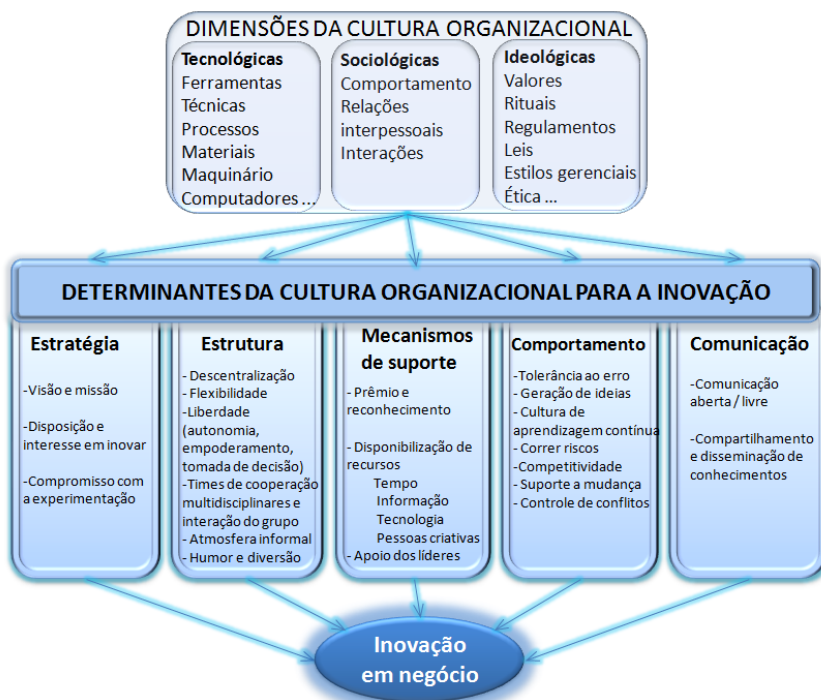 DIMENSÕES DA CULTURA ORGANIZACIONAL
Tecnológicas
Ferramentas
Técnicas
Processos
Materiais
Maquinário
Computadores ...
Sociológicas
Comportamento
Relações
interpessoais
Interações
Ideológicas
Valores
Rituais
Regulamentos
Leis
Estilos gerenciais
Ética ...
DETERMINANTES DA CULTURA ORGANIZACIONAL PARA A INOVAÇÃO
Estratégia
-Visão e missão
-Disposição e
interesse em inovar
-Compromisso com
a experimentação
Estrutura
- Descentralização
- Flexibilidade
-Liberdade
(autonomia,
empoderamento,
tomada de decisão)
-Times de cooperação
multidisciplinares e
interação do grupo
- Atmosfera informal
- Humor e diversão
Mecanismos
de suporte
- Prêmio e
reconhecimento
- Disponibilização de
recursos
Tempo
Informação
Tecnologia
Pessoas criativas
- Apoio dos líderes
Comportamento
-Tolerância ao erro
- Geração de ideias
- Cultura de
aprendizagem contínua
- Correr riscos
-Competitividade
- Suporte a mudança
- Controle de conflitos
Comunicação
-Comunicação
aberta / livre
-Compartilhamento
e disseminação de
conhecimentos
Inovação
em negócio